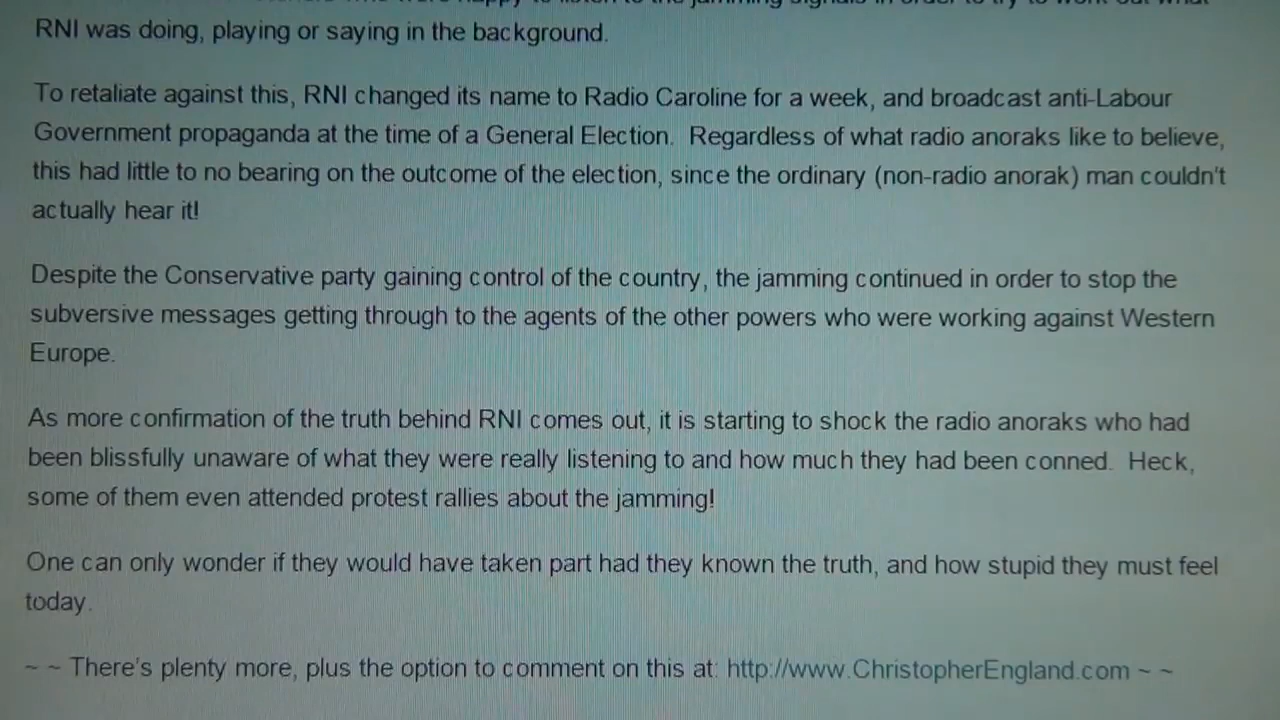 RNI was doing, playing or saying in the background.
To retaliate against this, RNI changed its name to Radio Caroline for a week, and broadcast anti-Labour
Government propaganda at the time of a General Election.  Regardless of what radio anoraks like to believe,
this had little to no bearing on the outcome of the election, since the ordinary (non-radio anorak) man couldn't
actually hear it!
Despite the Conservative party gaining control of the country, the jamming continued in order to stop the
subversive messages getting through to the agents of the other powers who were working against Western
Europe.
As more confirmation of the truth behind RNI comes out, it is starting to shock the radio anoraks who had
been blissfully unaware of what they were really listening to and how much they had been conned.  Heck,
some of them even attended protest rallies about the jamming!
One can only wonder if they would have taken part had they known the truth, and how stupid they must feel
today.
~ ~ There's plenty more, plus the option to comment on this at: http://www.ChristopherEngland.com ~ ~